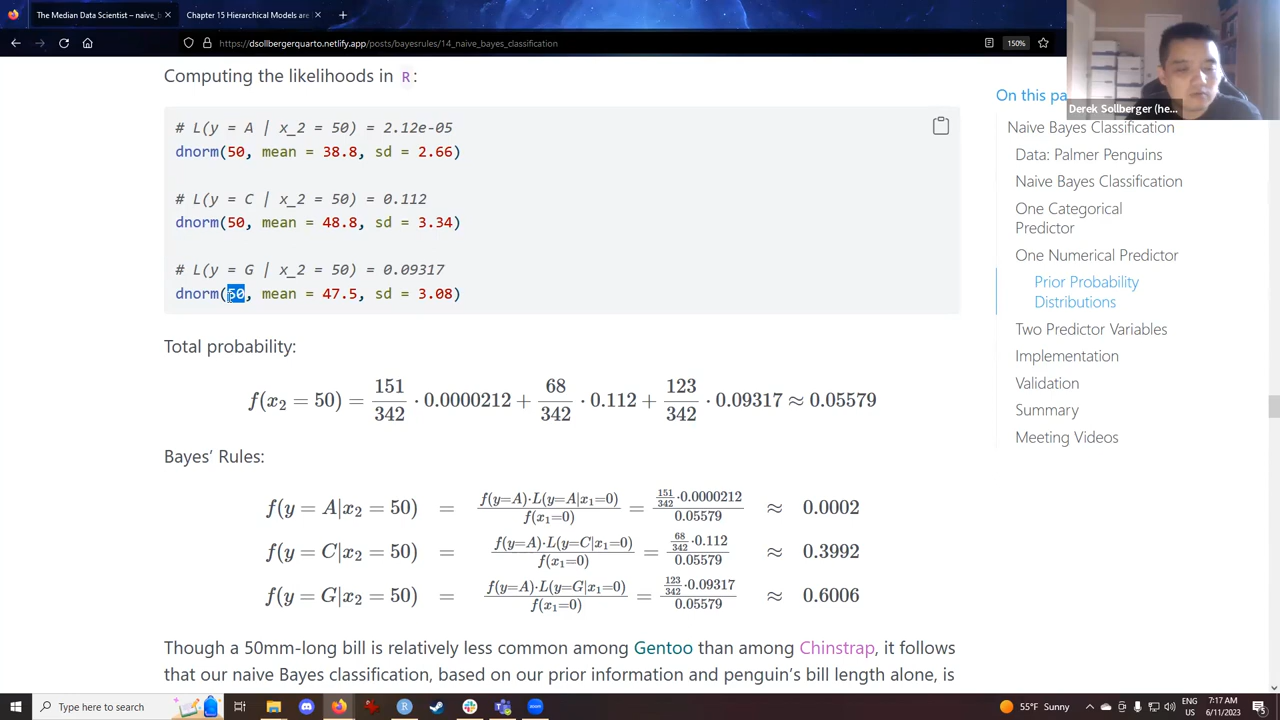 The Median Data Scientist – naive_b
Chapter 15 Hierarchical Models are
https://dsollbergerquarto.netlify.app/posts/bayesrules/14_naive_bayes_classification
150%
Derek Sollberger (he...
Computing the likelihoods in R:
# L(y = A | x_2 = 50) = 2.12e-05
dnorm(50, mean = 38.8, sd = 2.66)
# L(y = C | x_2 = 50) = 0.112
dnorm(50, mean = 48.8, sd = 3.34)
# L(y = G | x_2 = 50) = 0.09317
dnorm(50, mean = 47.5, sd = 3.08)
Total probability:
f(x₂ = 50) = 151/342 · 0.0000212 + 68/342 · 0.112 + 123/342 · 0.09317 ≈ 0.05579
Bayes' Rules:
f(y = A|x₂ = 50) = f(y=A)·L(y=A|x₁=0)/f(x₁=0) = 151/342 · 0.0000212/0.05579 ≈ 0.0002
f(y = C|x₂ = 50) = f(y=A)·L(y=C|x₁=0)/f(x₁=0) = 68/342 · 0.112/0.05579 ≈ 0.3992
f(y = G|x₂ = 50) = f(y=A)·L(y=G|x₁=0)/f(x₁=0) = 123/342 · 0.09317/0.05579 ≈ 0.6006
Though a 50mm-long bill is relatively less common among Gentoo than among Chinstrap, it follows
that our naive Bayes classification, based on our prior information and penguin's bill length alone, is
On this pa
Naive Bayes Classification
Data: Palmer Penguins
Naive Bayes Classification
One Categorical
Predictor
One Numerical Predictor
Prior Probability
Distributions
Two Predictor Variables
Implementation
Validation
Summary
Meeting Videos
Type here to search
55°F Sunny
ENG
US
7:17 AM
6/11/2023